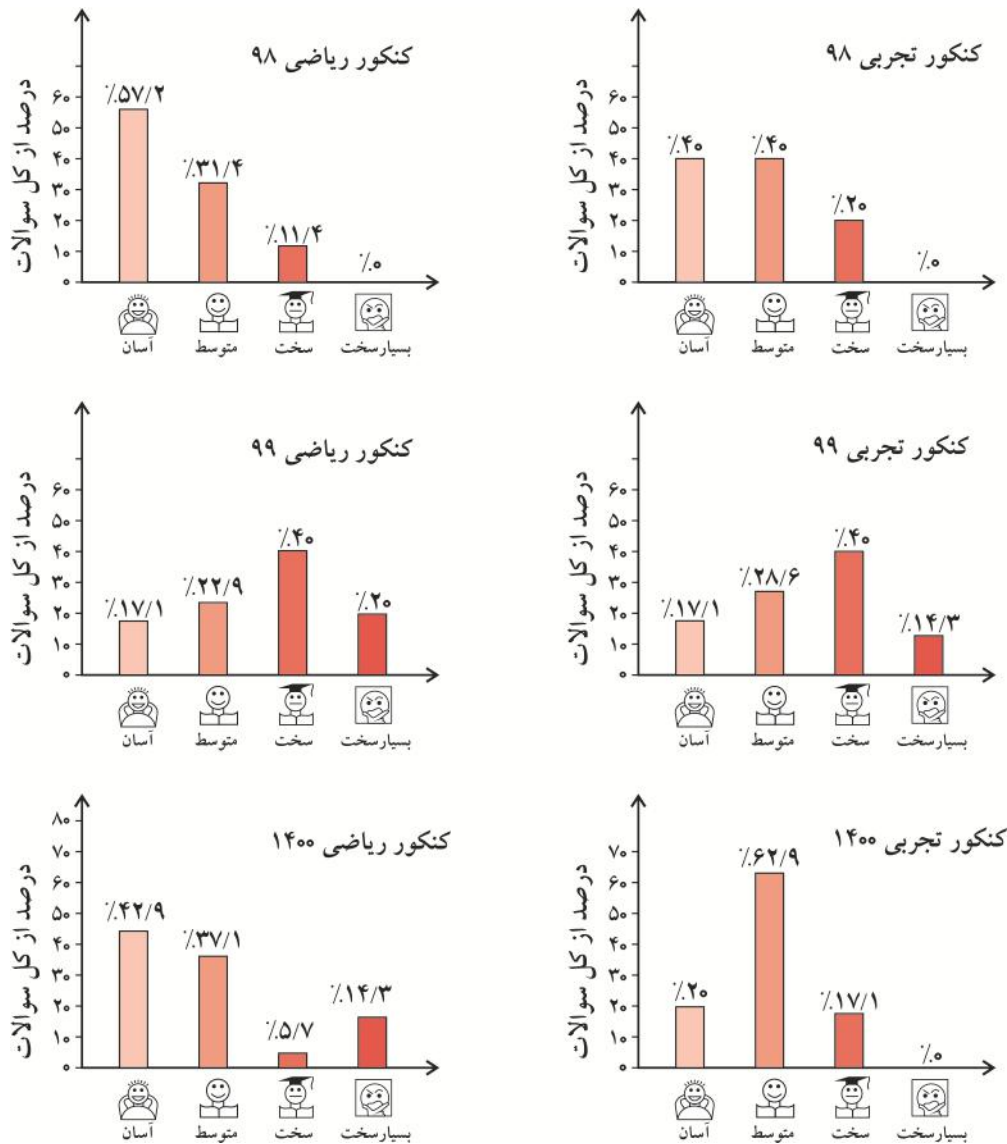 کنکور تجربی ۹۸
درصد از کل سوالات
۶۰
۵۰
۴۰
۳۰
۲۰
۱۰
۰
٪۴۰
٪۴۰
٪۲۰
٪۰
آسان
متوسط
سخت
بسیارسخت
کنکور ریاضی ۹۸
درصد از کل سوالات
۶۰
۵۰
۴۰
۳۰
۲۰
۱۰
۰
٪۵۷/۲
٪۳۱/۴
٪۱۱/۴
٪۰
آسان
متوسط
سخت
بسیارسخت
کنکور تجربی ۹۹
درصد از کل سوالات
۶۰
۵۰
۴۰
۳۰
۲۰
۱۰
۰
٪۱۷/۱
٪۲۸/۶
٪۴۰
٪۱۴/۳
آسان
متوسط
سخت
بسیارسخت
کنکور ریاضی ۹۹
درصد از کل سوالات
۶۰
۵۰
۴۰
۳۰
۲۰
۱۰
۰
٪۱۷/۱
٪۲۲/۹
٪۴۰
٪۲۰
آسان
متوسط
سخت
بسیارسخت
کنکور تجربی ۱۴۰۰
درصد از کل سوالات
۷۰
۶۰
۵۰
۴۰
۳۰
۲۰
۱۰
۰
٪۲۰
٪۶۲/۹
٪۱۷/۱
٪۰
آسان
متوسط
سخت
بسیارسخت
کنکور ریاضی ۱۴۰۰
درصد از کل سوالات
۸۰
۷۰
۶۰
۵۰
۴۰
۳۰
۲۰
۱۰
۰
٪۴۲/۹
٪۳۷/۱
٪۵/۷
٪۱۴/۳
آسان
متوسط
سخت
بسیارسخت